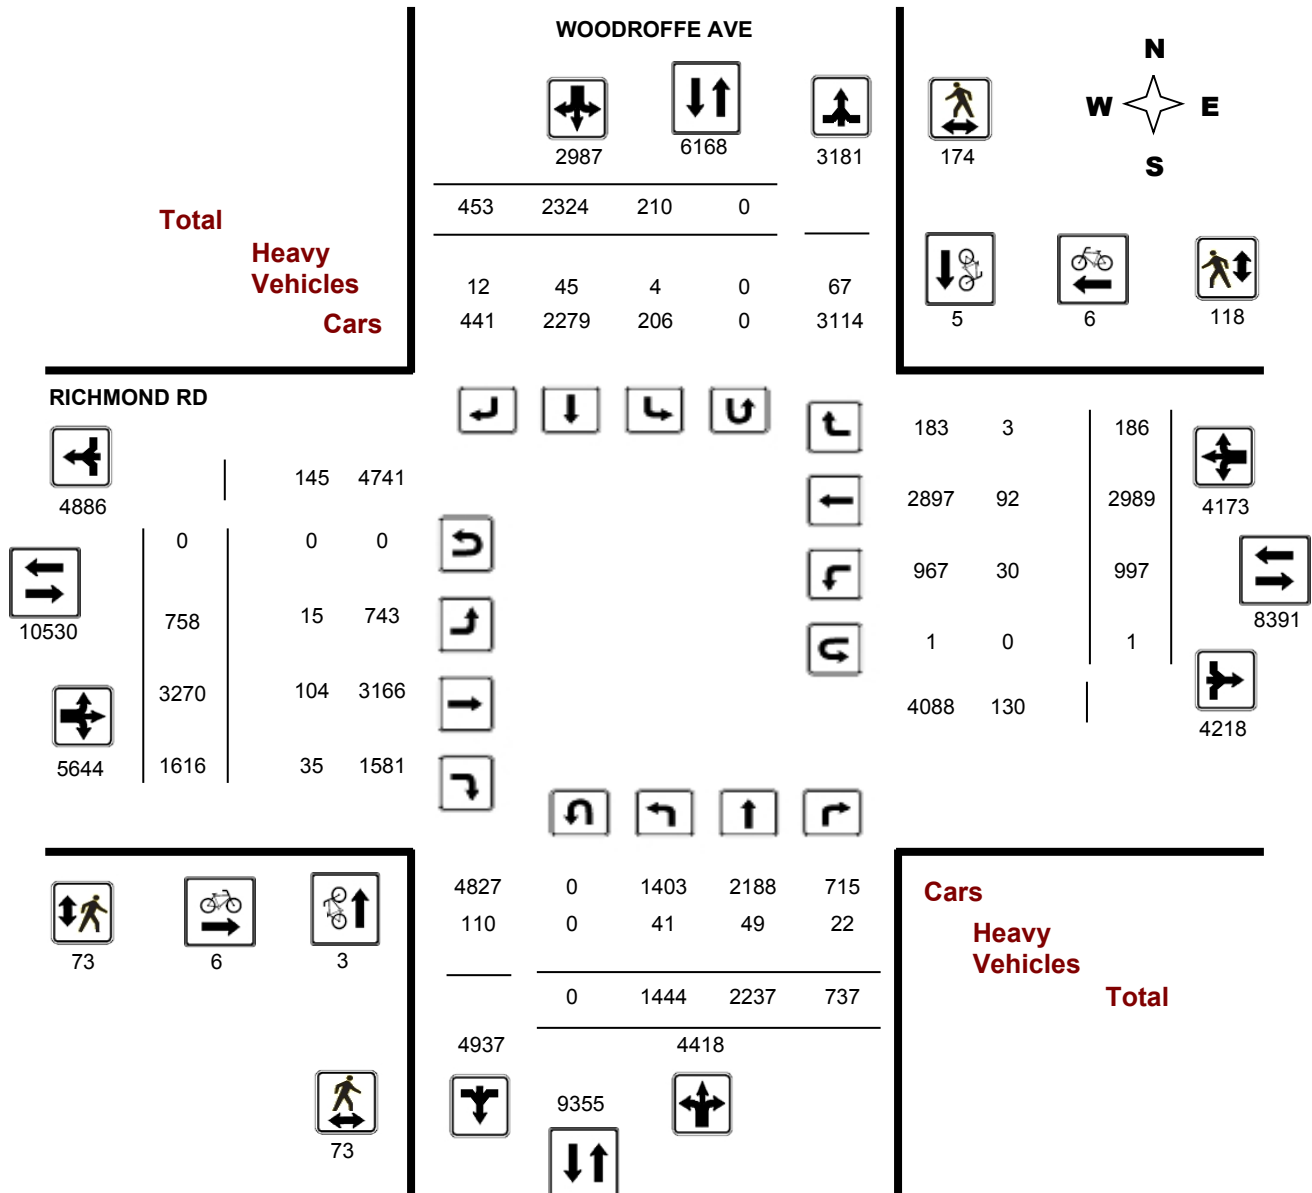 WOODROFFE AVE
N
W E
S
2987 6168 3181 174
453 2324 210 0
Total
Heavy
Vehicles
12 45 4 0 67
Cars
441 2279 206 0 3114
5 6 118
RICHMOND RD
183 3 186
145 4741
4886
2897 92 2989 4173
0 0 0
967 30 997
758 15 743
10530
8391
1 0 1
3270 104 3166
4088 130
4218
5644 1616 35 1581
4827 0 1403 2188 715
Cars
110 0 41 49 22
Heavy
Vehicles
73 6 3
0 1444 2237 737
Total
4937 4418
9355
73